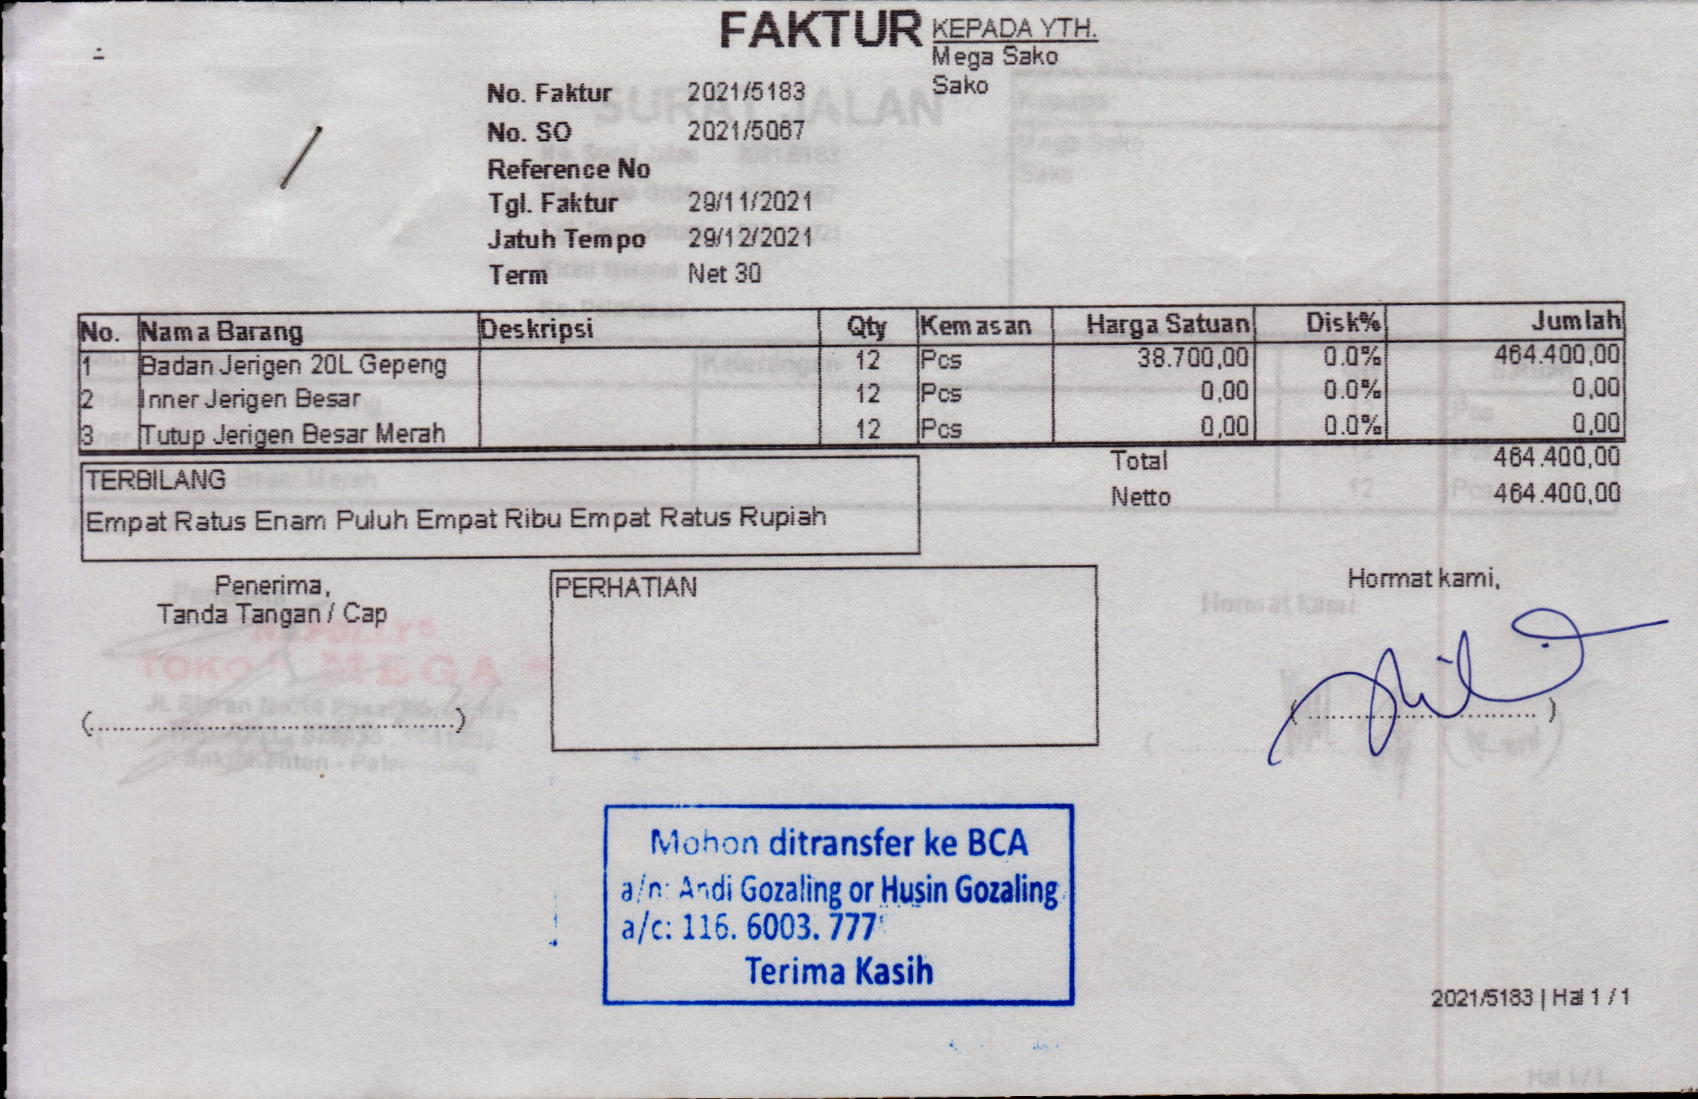 FAKTUR
KEPADA YTH.
Mega Sako
Sako
No. Faktur 2021/5183
No. SO 2021/5067
Reference No
Tgl. Faktur 29/11/2021
Jatuh Tempo 29/12/2021
Term Net 30
No. Nama Barang Deskripsi Qty Kemasan Harga Satuan Disk% Jumlah
1 Badan Jerigen 20L Gepeng 12 Pcs 38.700,00 0.0% 464.400,00
2 Inner Jerigen Besar 12 Pcs 0,00 0.0% 0,00
3 Tutup Jerigen Besar Merah 12 Pcs 0,00 0.0% 0,00
Total 464.400,00
Netto 464.400,00
TERBILANG
Empat Ratus Enam Puluh Empat Ribu Empat Ratus Rupiah
Penerima,
Tanda Tangan / Cap
(....................................................)
PERHATIAN
Hormat kami,
( ................................ )
TOKO " MEGA "
Mohon ditransfer ke BCA
a/n: Andi Gozaling or Husin Gozaling
a/c: 116. 6003. 777
Terima Kasih
2021/5183 | Hal 1 / 1